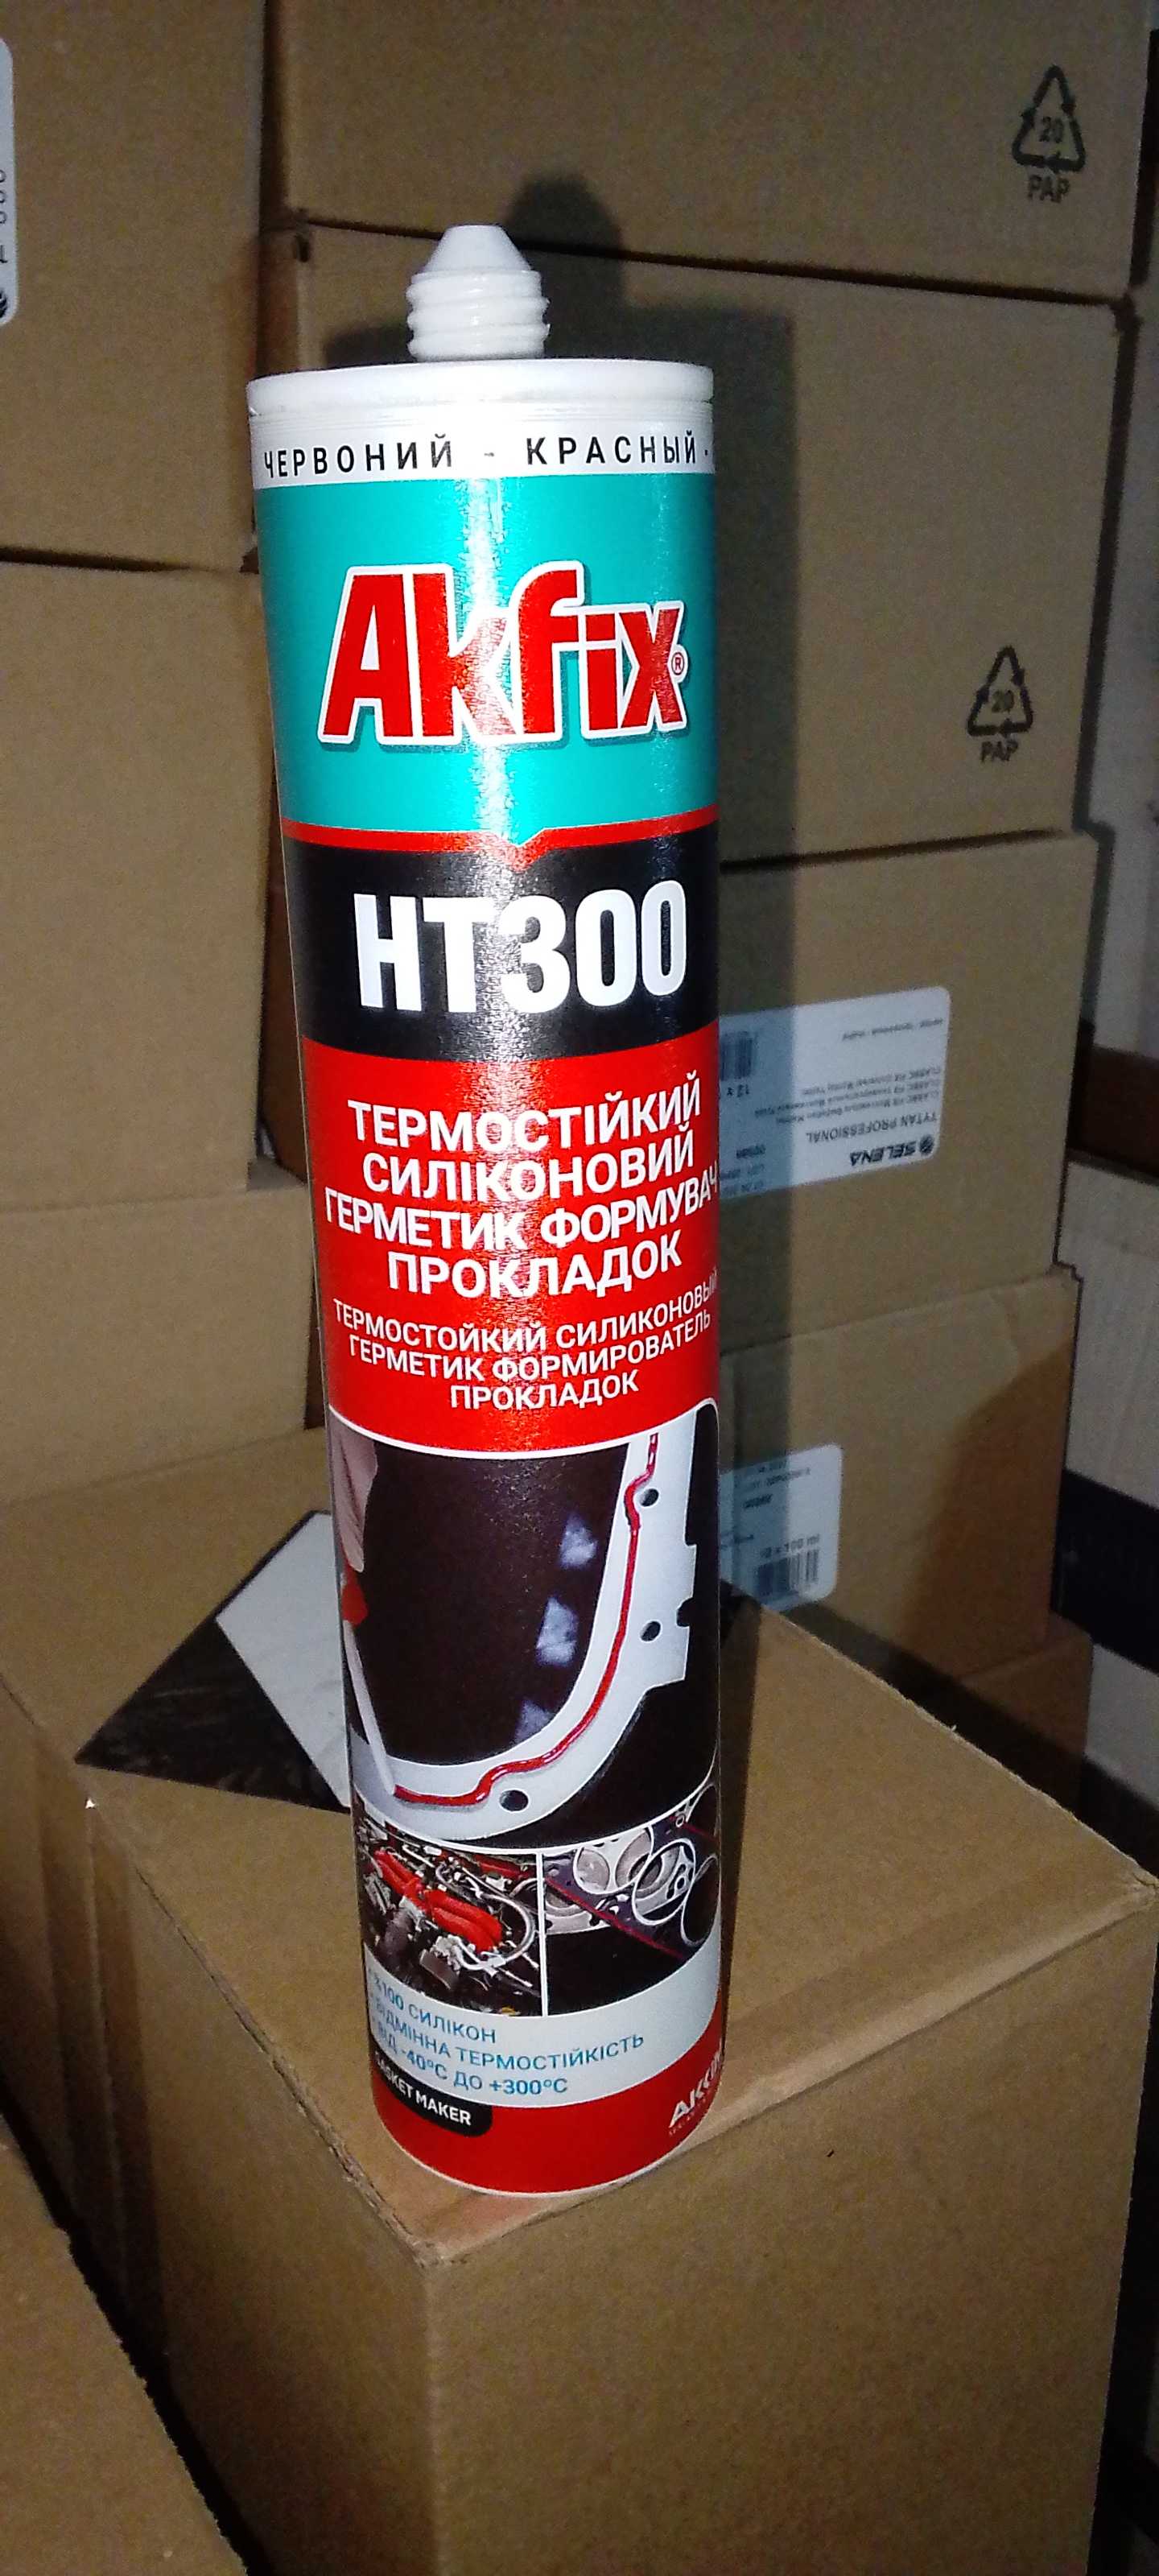 20
PAP
ЧЕРВОНИЙ - КРАСНЫЙ
Akfix®
20
PAP
HT300
ТЕРМОСТІЙКИЙ
СИЛІКОНОВИЙ
ГЕРМЕТИК ФОРМУВАЧ
ПРОКЛАДОК
ТЕРМОСТОЙКИЙ СИЛИКОНОВЫЙ
ГЕРМЕТИК ФОРМИРОВАТЕЛЬ
ПРОКЛАДОК
SELENA
TYTAN PROFESSIONAL
12 x
%100 СИЛІКОН
ВІДМІННА ТЕРМОСТІЙКІСТЬ
ВІД -40°C ДО +300°C
GASKET MAKER